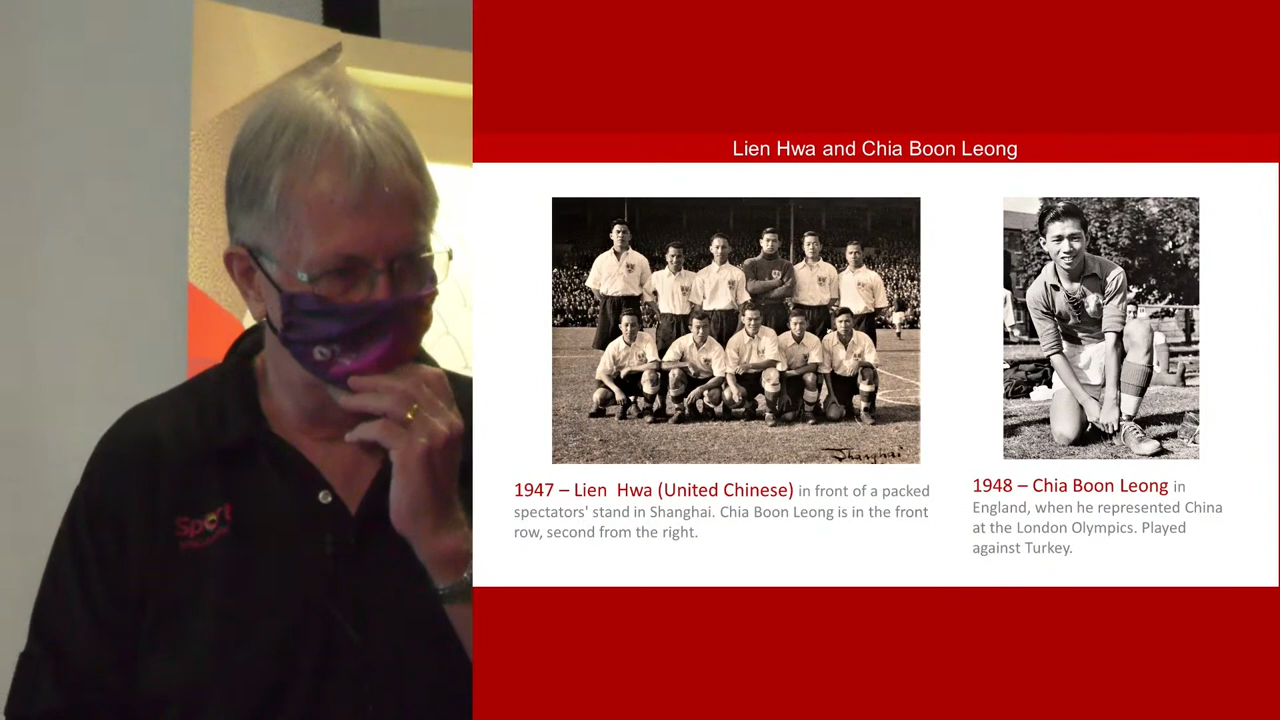 Lien Hwa and Chia Boon Leong
Shanghai
1947 – Lien  Hwa (United Chinese) in front of a packed
spectators' stand in Shanghai. Chia Boon Leong is in the front
row, second from the right.
1948 – Chia Boon Leong in
England, when he represented China
at the London Olympics. Played
against Turkey.
Sport